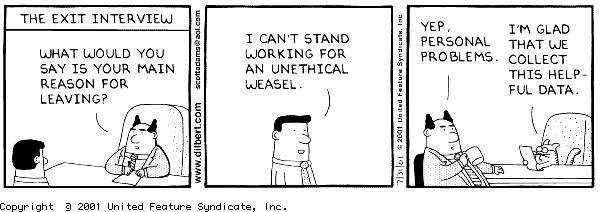 THE EXIT INTERVIEW
WHAT WOULD YOU
SAY IS YOUR MAIN
REASON FOR
LEAVING?
www.dilbert.com
scottadams@aol.com
I CAN'T STAND
WORKING FOR
AN UNETHICAL
WEASEL.
7/31/01 © 2001 United Feature Syndicate, Inc.
YEP,
PERSONAL
PROBLEMS.
I'M GLAD
THAT WE
COLLECT
THIS HELP-
FUL DATA.
Copyright © 2001 United Feature Syndicate, Inc.